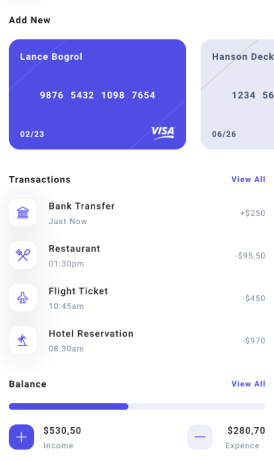 Add New
Lance Bogrol
9876 5432 1098 7654
02/23
VISA
Hanson Deck
1234 56
06/26
Transactions
View All
Bank Transfer
Just Now
+$250
Restaurant
01:30pm
-$95,50
Flight Ticket
10:45am
-$450
Hotel Reservation
08:30am
-$970
Balance
View All
$530,50
Income
$280,70
Expence